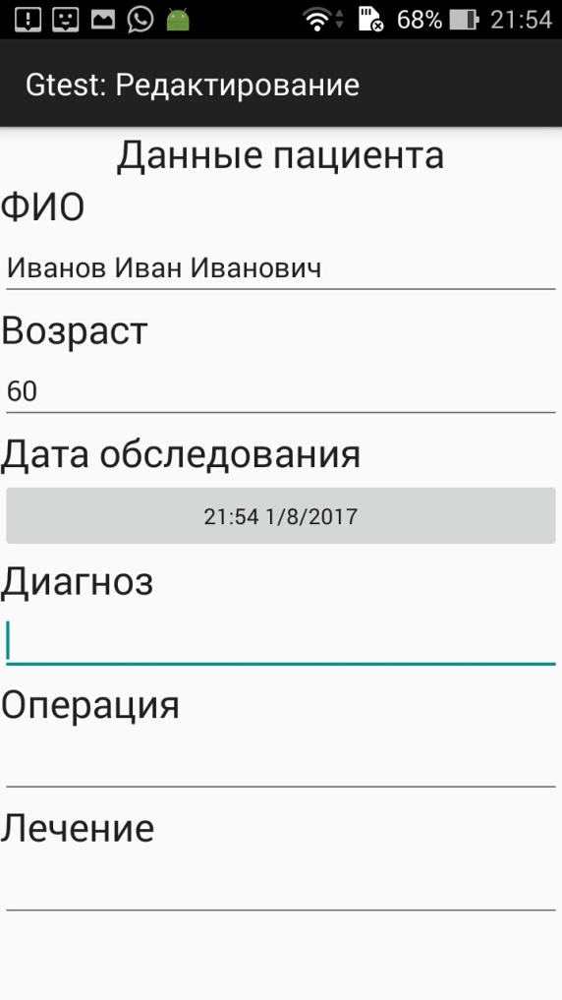 68% 21:54
Gtest: Редактирование
Данные пациента
ФИО
Иванов Иван Иванович
Возраст
60
Дата обследования
21:54 1/8/2017
Диагноз
Операция
Лечение